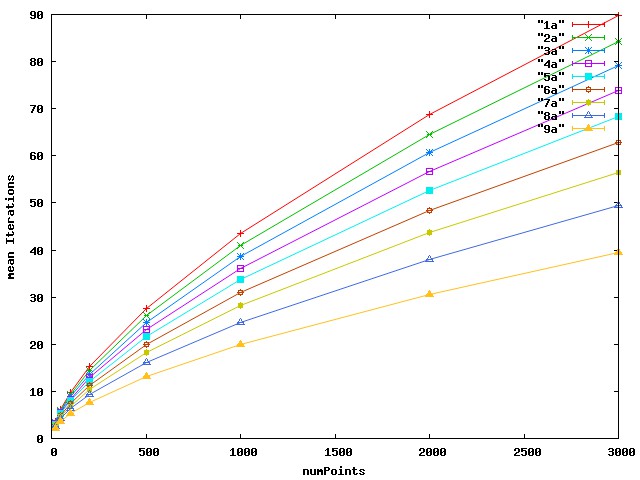 90
80
70
60
50
40
30
20
10
0
mean Iterations
"1a"
"2a"
"3a"
"4a"
"5a"
"6a"
"7a"
"8a"
"9a"
0 500 1000 1500 2000 2500 3000
numPoints